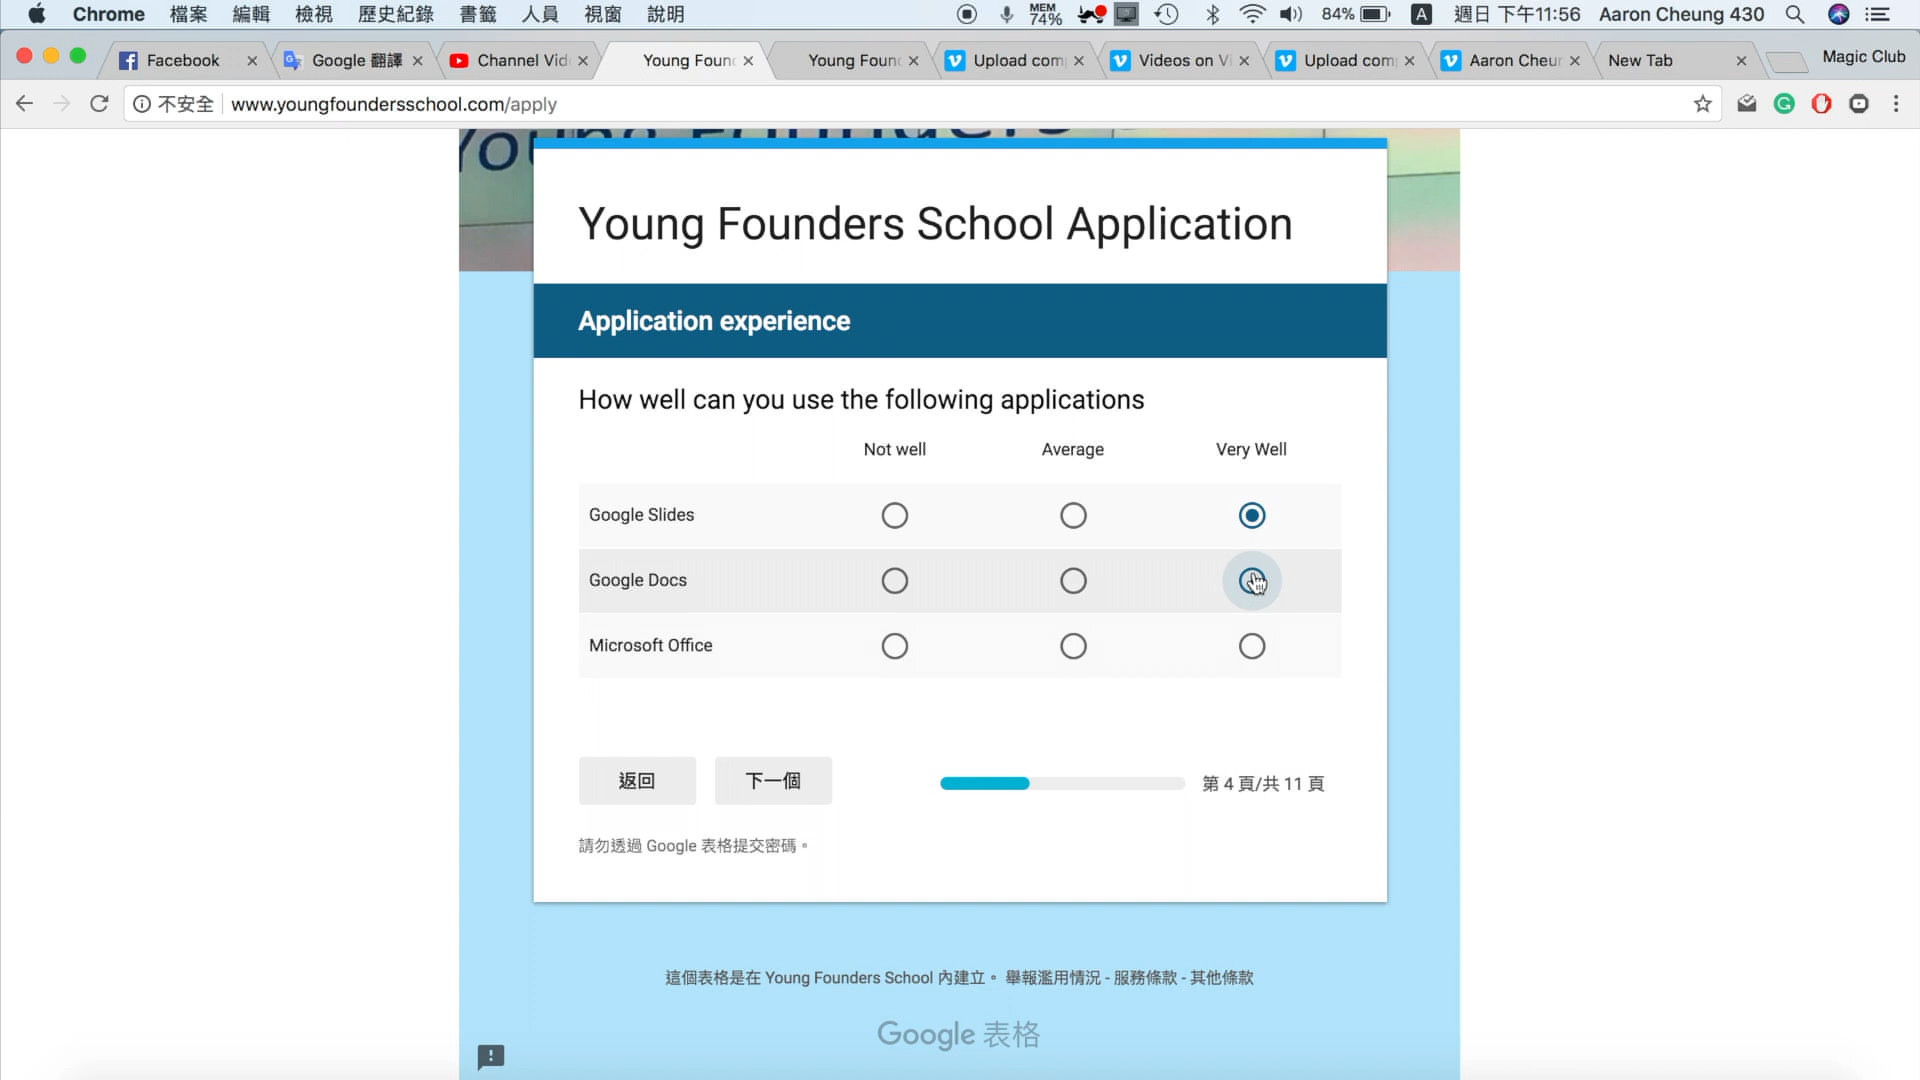 Chrome 檔案 編輯 檢視 歷史紀錄 書籤 人員 視窗 說明 MEM 74% 84% A 週日 下午11:56 Aaron Cheung 430
Facebook Google 翻譯 Channel Vid Young Foun Young Foun Upload com Videos on Vi Upload com Aaron Cheun New Tab Magic Club
不安全 www.youngfoundersschool.com/apply
Young Founders
Young Founders School Application
Application experience
How well can you use the following applications
Not well Average Very Well
Google Slides
Google Docs
Microsoft Office
返回 下一個 第 4 頁/共 11 頁
請勿透過 Google 表格提交密碼。
這個表格是在 Young Founders School 內建立。 舉報濫用情況 - 服務條款 - 其他條款
Google 表格